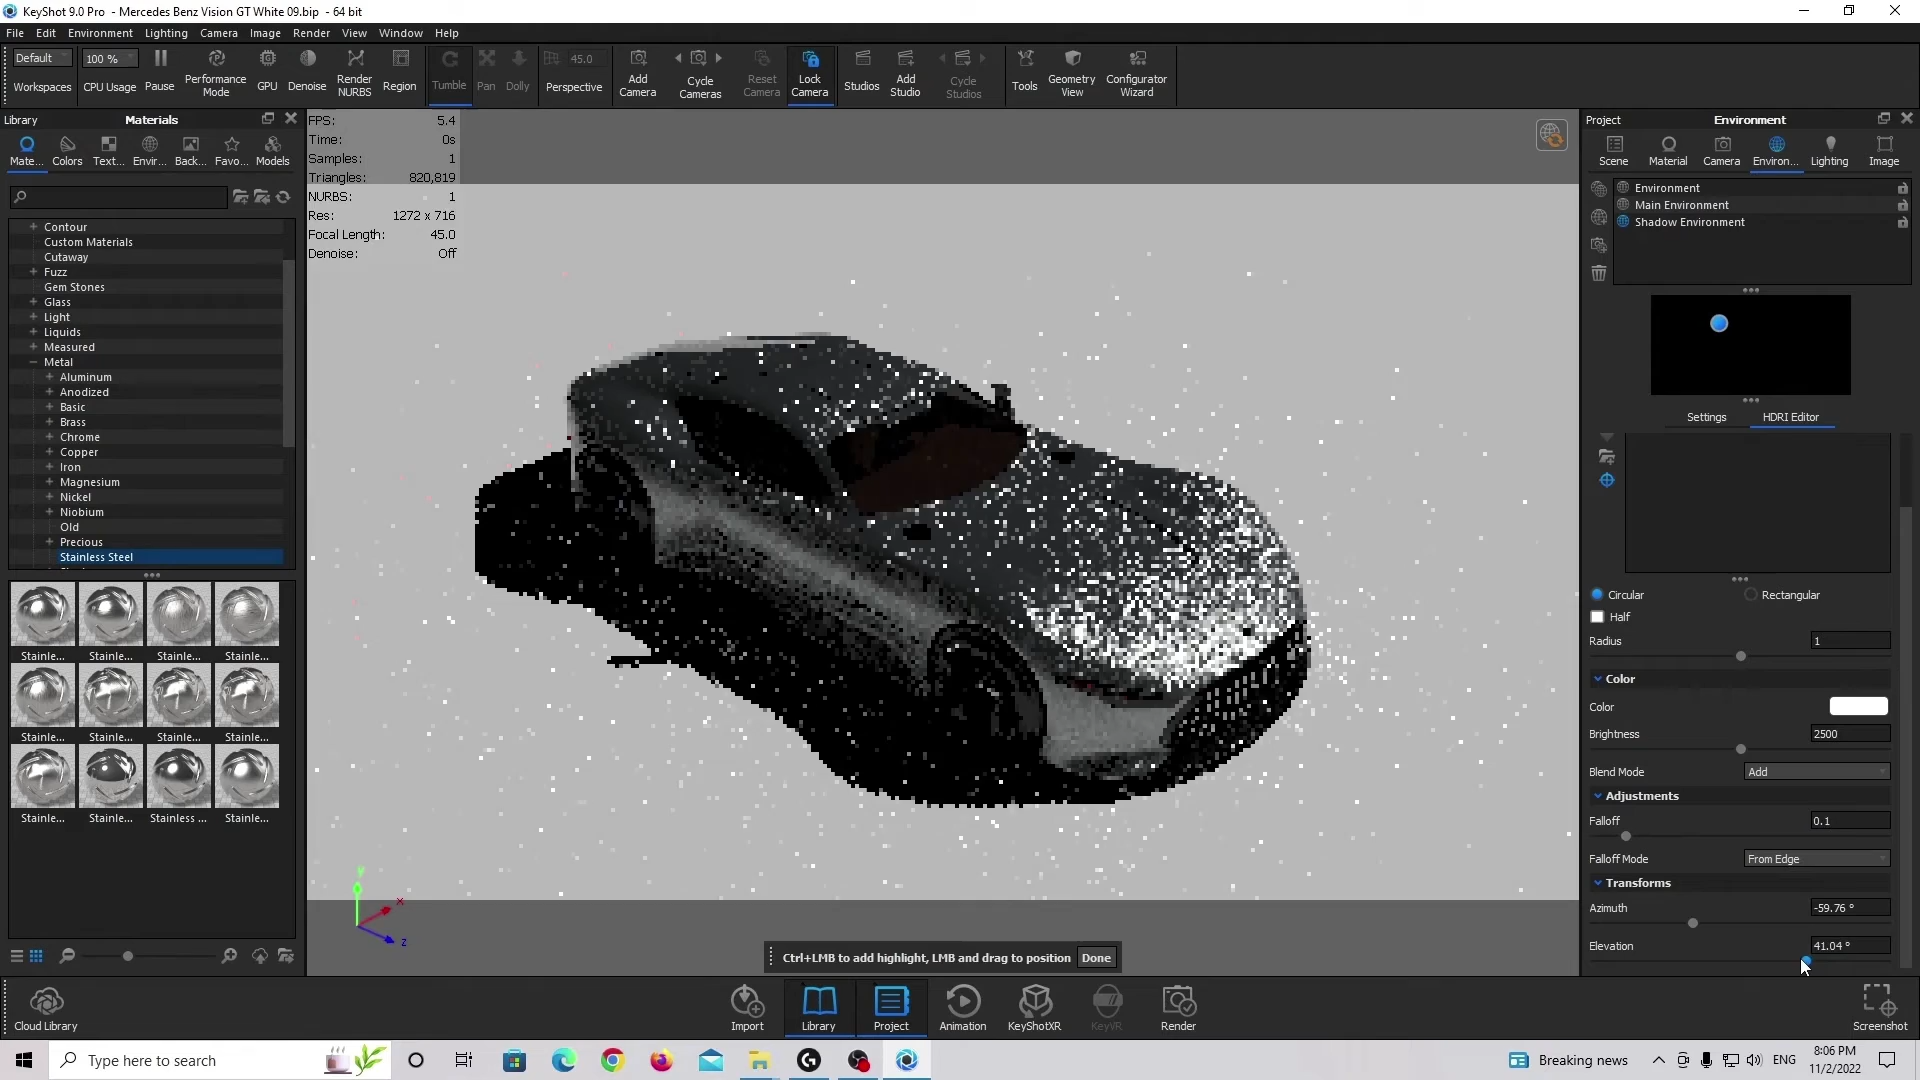 KeyShot 9.0 Pro - Mercedes Benz Vision GT White 09.bip - 64 bit
File Edit Environment Lighting Camera Image Render View Window Help
Default
Workspaces
100 %
CPU Usage
Pause
Performance
Mode
GPU
Denoise
Render
NURBS
Region
Tumble
Pan
Dolly
45.0
Perspective
Add
Camera
Cycle
Cameras
Reset
Camera
Lock
Camera
Studios
Add
Studio
Cycle
Studios
Tools
Geometry
View
Configurator
Wizard
Library
Materials
Mate... Colors Text... Envir... Back... Favo... Models
Contour
Custom Materials
Cutaway
Fuzz
Gem Stones
Glass
Light
Liquids
Measured
Metal
Aluminum
Anodized
Basic
Brass
Chrome
Copper
Iron
Magnesium
Nickel
Niobium
Old
Precious
Stainless Steel
Stainle... Stainle... Stainle... Stainle...
Stainle... Stainle... Stainle... Stainle...
Stainle... Stainle... Stainless ... Stainle...
FPS: 5.4
Time: 0s
Samples: 1
Triangles: 820,819
NURBS: 1
Res: 1272 x 716
Focal Length: 45.0
Denoise: Off
y
x
z
Ctrl+LMB to add highlight, LMB and drag to position Done
Project
Environment
Scene Material Camera Environ... Lighting Image
Environment
Main Environment
Shadow Environment
Settings HDRI Editor
Circular Rectangular
Half
Radius 1
Color
Color
Brightness 2500
Blend Mode Add
Adjustments
Falloff 0.1
Falloff Mode From Edge
Transforms
Azimuth -59.76 °
Elevation 41.04 °
Cloud Library
Import
Library
Project
Animation
KeyShotXR
KeyVR
Render
Screenshot
Type here to search
Breaking news
ENG
8:06 PM
11/2/2022